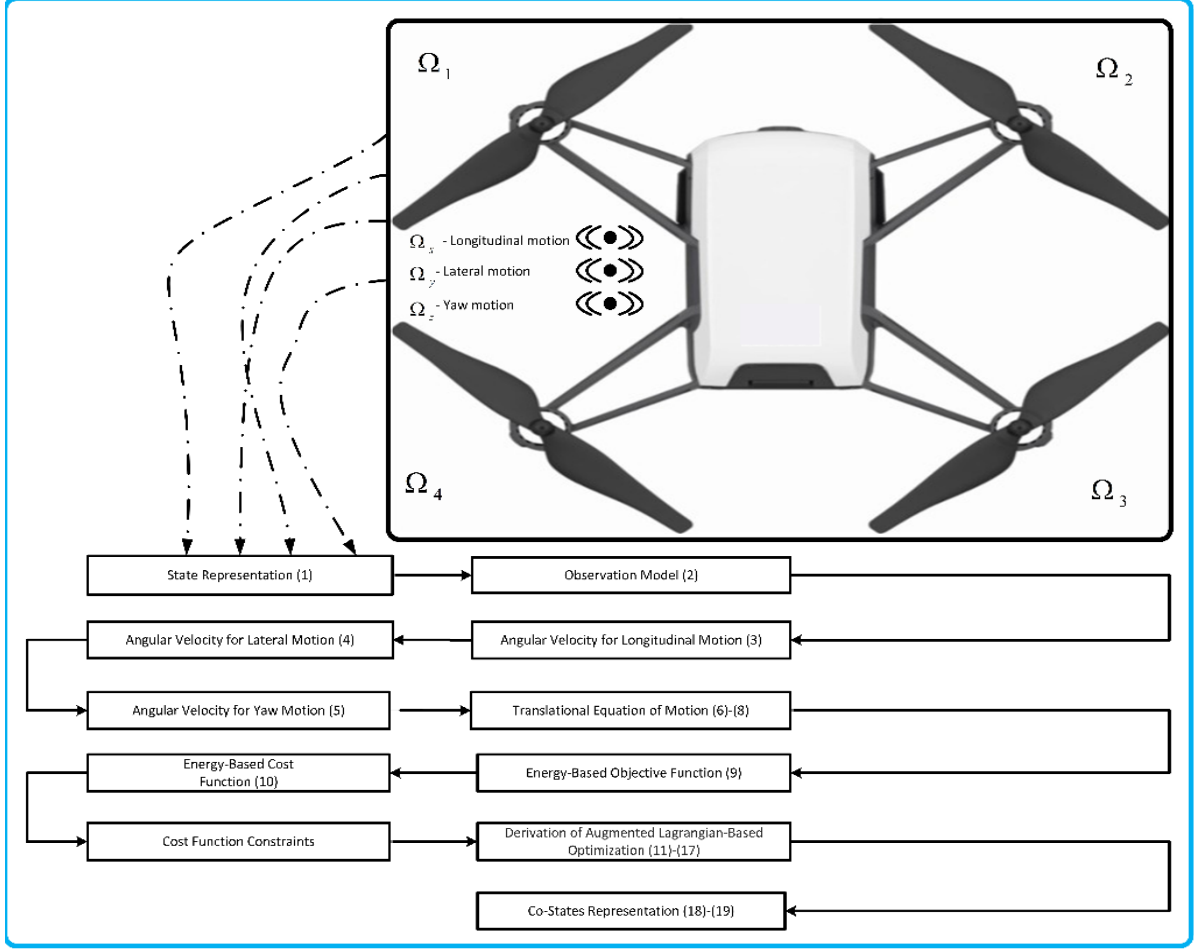 Ω1
Ω2
Ωx - Longitudinal motion
Ωy - Lateral motion
Ωz - Yaw motion
Ω4
Ω3
State Representation (1)
Observation Model (2)
Angular Velocity for Lateral Motion (4)
Angular Velocity for Longitudinal Motion (3)
Angular Velocity for Yaw Motion (5)
Translational Equation of Motion (6)-(8)
Energy-Based Cost
Function (10)
Energy-Based Objective Function (9)
Cost Function Constraints
Derivation of Augmented Lagrangian-Based
Optimization (11)-(17)
Co-States Representation (18)-(19)